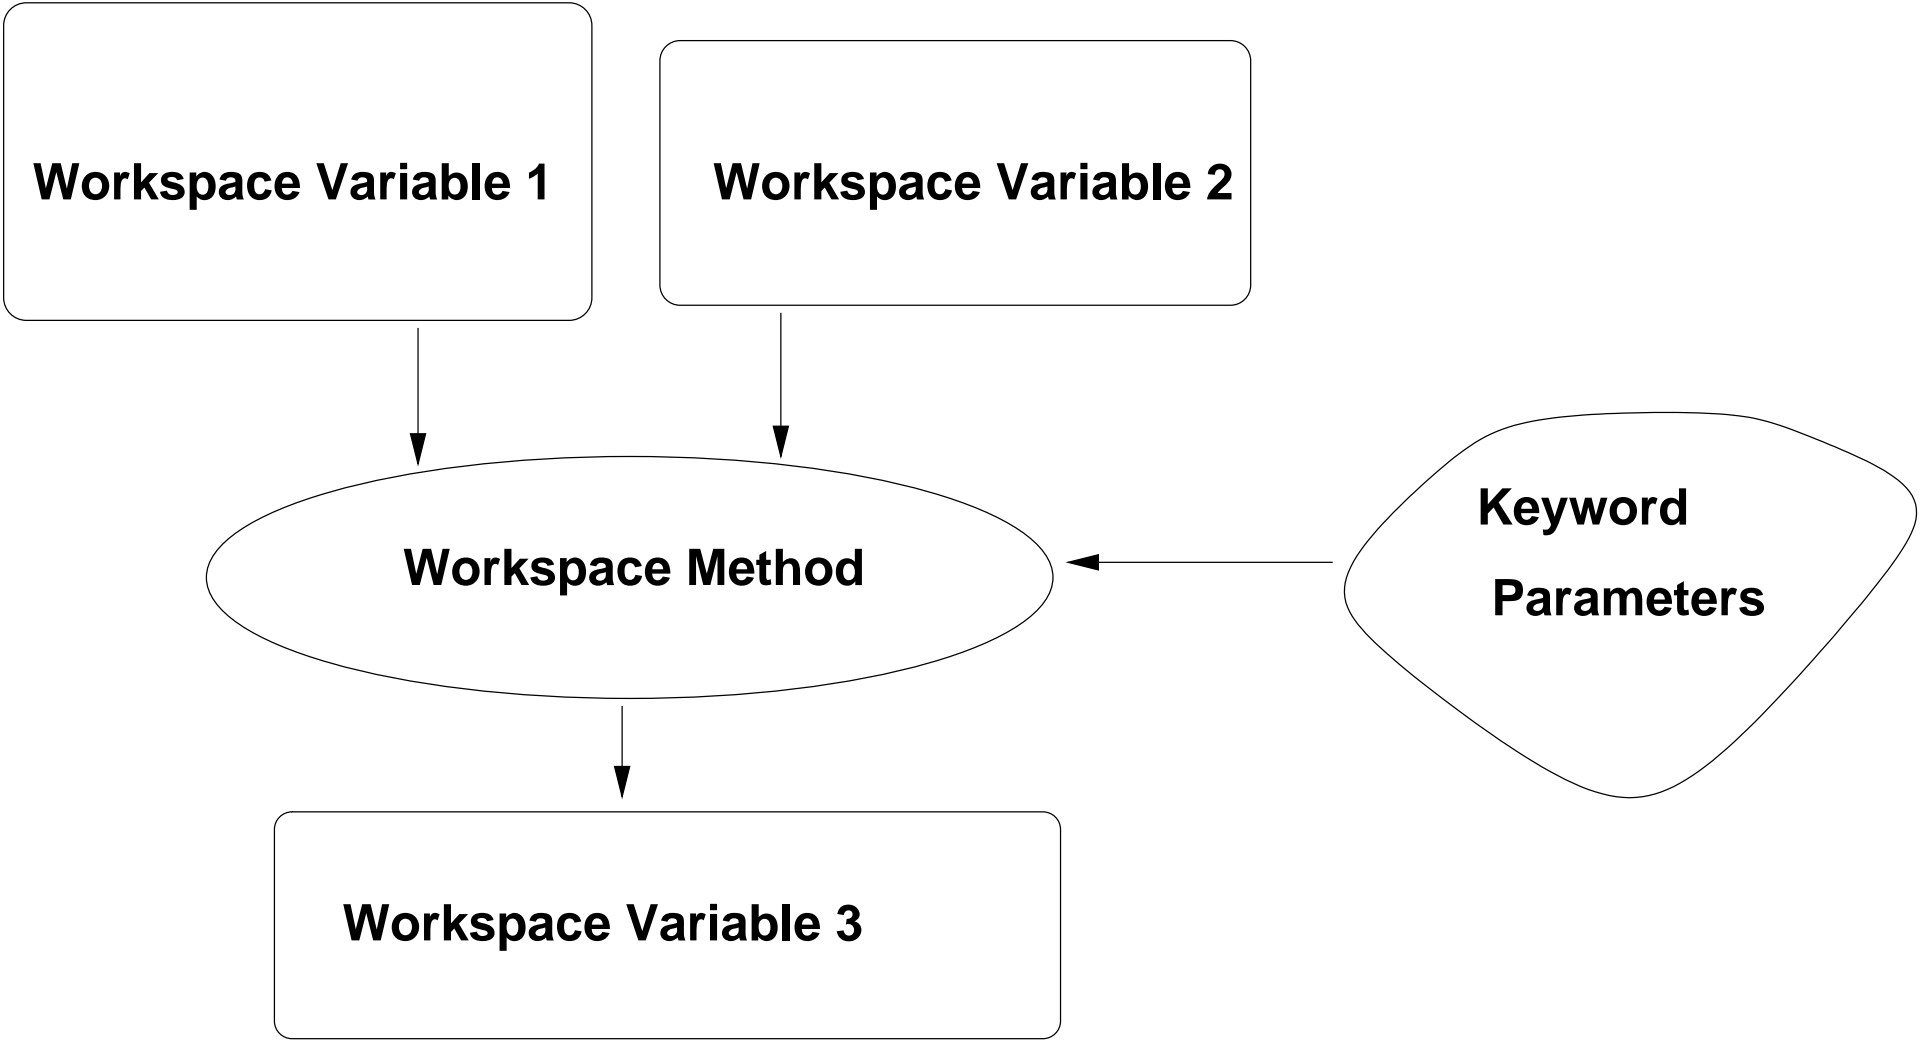 Workspace Variable 1
Workspace Variable 2
Keyword
Parameters
Workspace Method
Workspace Variable 3